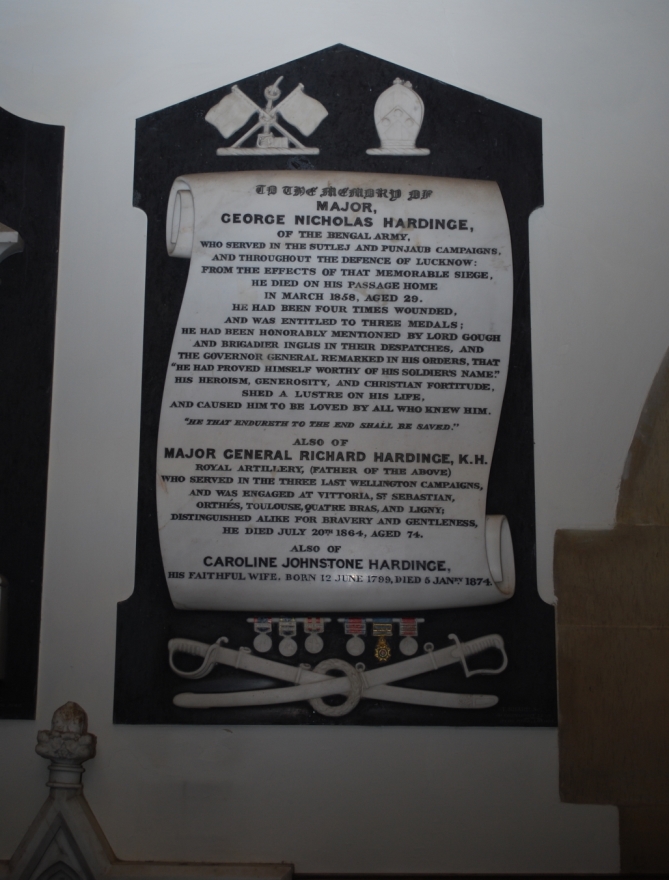 TO THE MEMORY OF
MAJOR,
GEORGE NICHOLAS HARDINGE,
OF THE BENGAL ARMY,
WHO SERVED IN THE SUTLEJ AND PUNJAUB CAMPAIGNS,
AND THROUGHOUT THE DEFENCE OF LUCKNOW:
FROM THE EFFECTS OF THAT MEMORABLE SIEGE,
HE DIED ON HIS PASSAGE HOME
IN MARCH 1858, AGED 29.
HE HAD BEEN FOUR TIMES WOUNDED,
AND WAS ENTITLED TO THREE MEDALS;
HE HAD BEEN HONORABLY MENTIONED BY LORD GOUGH
AND BRIGADIER INGLIS IN THEIR DESPATCHES, AND
THE GOVERNOR GENERAL REMARKED IN HIS ORDERS, THAT
"HE HAD PROVED HIMSELF WORTHY OF HIS SOLDIER'S NAME."
HIS HEROISM, GENEROSITY, AND CHRISTIAN FORTITUDE,
SHED A LUSTRE ON HIS LIFE,
AND CAUSED HIM TO BE LOVED BY ALL WHO KNEW HIM.
"HE THAT ENDURETH TO THE END SHALL BE SAVED."
ALSO OF
MAJOR GENERAL RICHARD HARDINGE, K.H.
ROYAL ARTILLERY, (FATHER OF THE ABOVE)
WHO SERVED IN THE THREE LAST WELLINGTON CAMPAIGNS,
AND WAS ENGAGED AT VITTORIA, ST SEBASTIAN,
ORTHÉS, TOULOUSE, QUATRE BRAS, AND LIGNY;
DISTINGUISHED ALIKE FOR BRAVERY AND GENTLENESS,
HE DIED JULY 20TH 1864, AGED 74.
ALSO OF
CAROLINE JOHNSTONE HARDINGE,
HIS FAITHFUL WIFE, BORN 12 JUNE 1799, DIED 5 JANRY 1874.